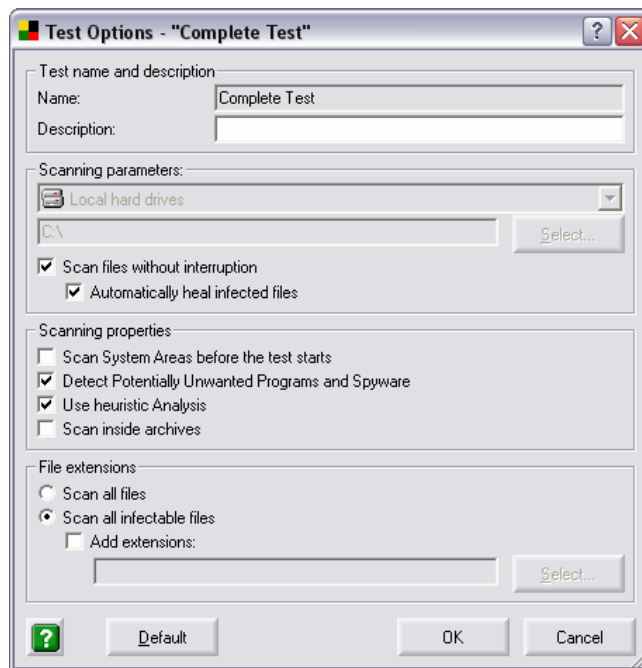 Test Options - "Complete Test"
Test name and description
Name:
Complete Test
Description:
Scanning parameters:
Local hard drives
C:\
Select...
Scan files without interruption
Automatically heal infected files
Scanning properties
Scan System Areas before the test starts
Detect Potentially Unwanted Programs and Spyware
Use heuristic Analysis
Scan inside archives
File extensions
Scan all files
Scan all infectable files
Add extensions:
Select...
?
Default
OK
Cancel